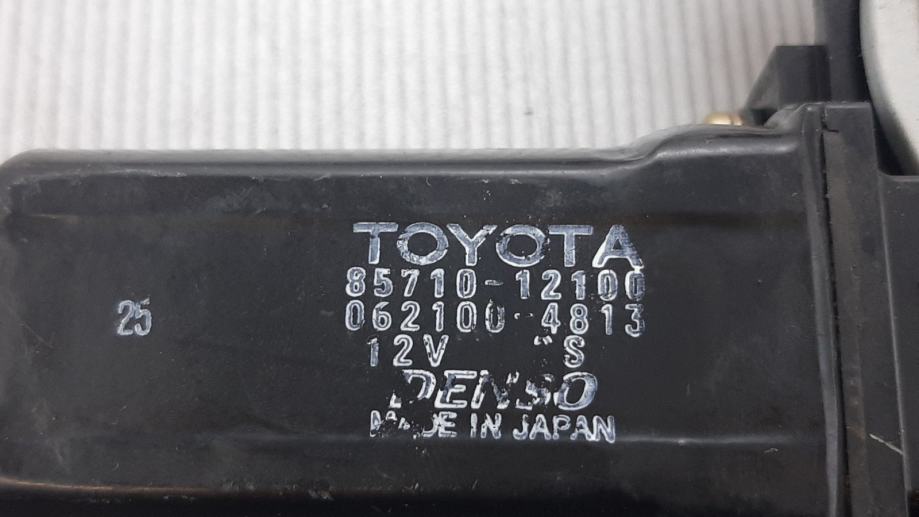 TOYOTA
85710-12100
062100-4813
25
12V "S
DENSO
MADE IN JAPAN